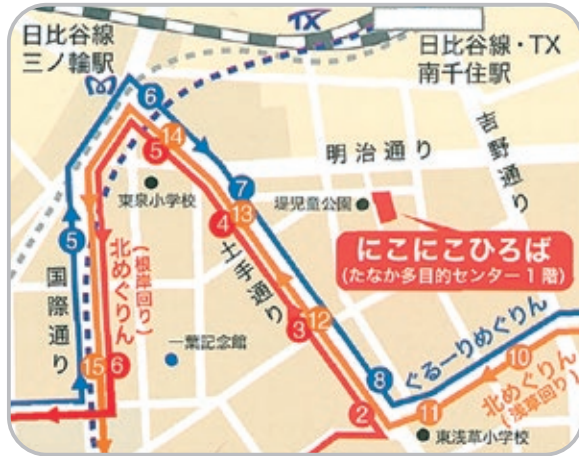 TX
日比谷線
三ノ輪駅
日比谷線・TX
南千住駅
吉野通り
明治通り
6
14
5
7
13
4
東泉小学校
堤児童公園
にこにこひろば
(たなか多目的センター1階)
5
国際通り
北めぐりん
(根岸回り)
土手通り
12
3
一葉記念館
15
6
8
ぐるーりめぐりん
10
北めぐりん
(浅草回り)
2
11
東浅草小学校